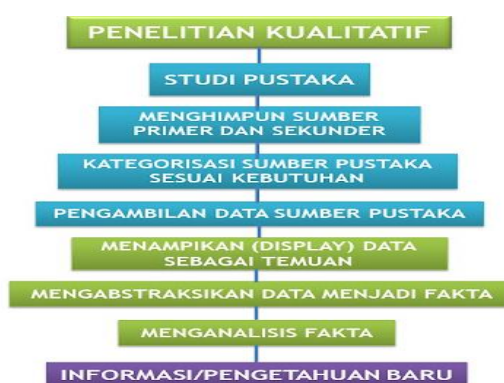 PENELITIAN KUALITATIF
STUDI PUSTAKA
MENGHIMPUN SUMBER
PRIMER DAN SEKUNDER
KATEGORISASI SUMBER PUSTAKA
SESUAI KEBUTUHAN
PENGAMBILAN DATA SUMBER PUSTAKA
MENAMPIKAN (DISPLAY) DATA
SEBAGAI TEMUAN
MENGABSTRAKSIKAN DATA MENJADI FAKTA
MENGANALISIS FAKTA
INFORMASI/PENGETAHUAN BARU